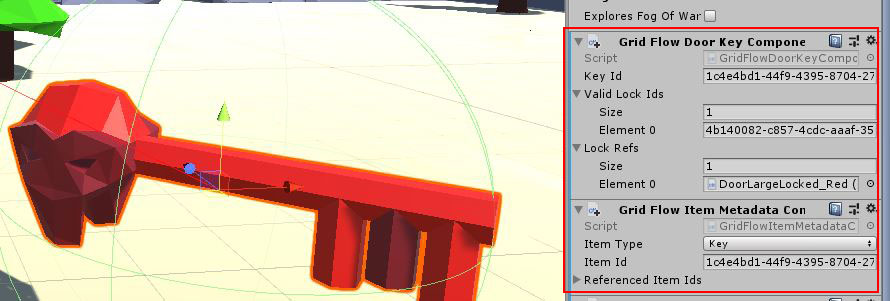 Explores Fog Of War
Grid Flow Door Key Compone
Script GridFlowDoorKeyCompo
Key Id 1c4e4bd1-44f9-4395-8704-27
Valid Lock Ids
Size 1
Element 0 4b140082-c857-4cdc-aaaf-35
Lock Refs
Size 1
Element 0 DoorLargeLocked_Red (
Grid Flow Item Metadata Con
Script GridFlowItemMetadataC
Item Type Key
Item Id 1c4e4bd1-44f9-4395-8704-27
Referenced Item Ids